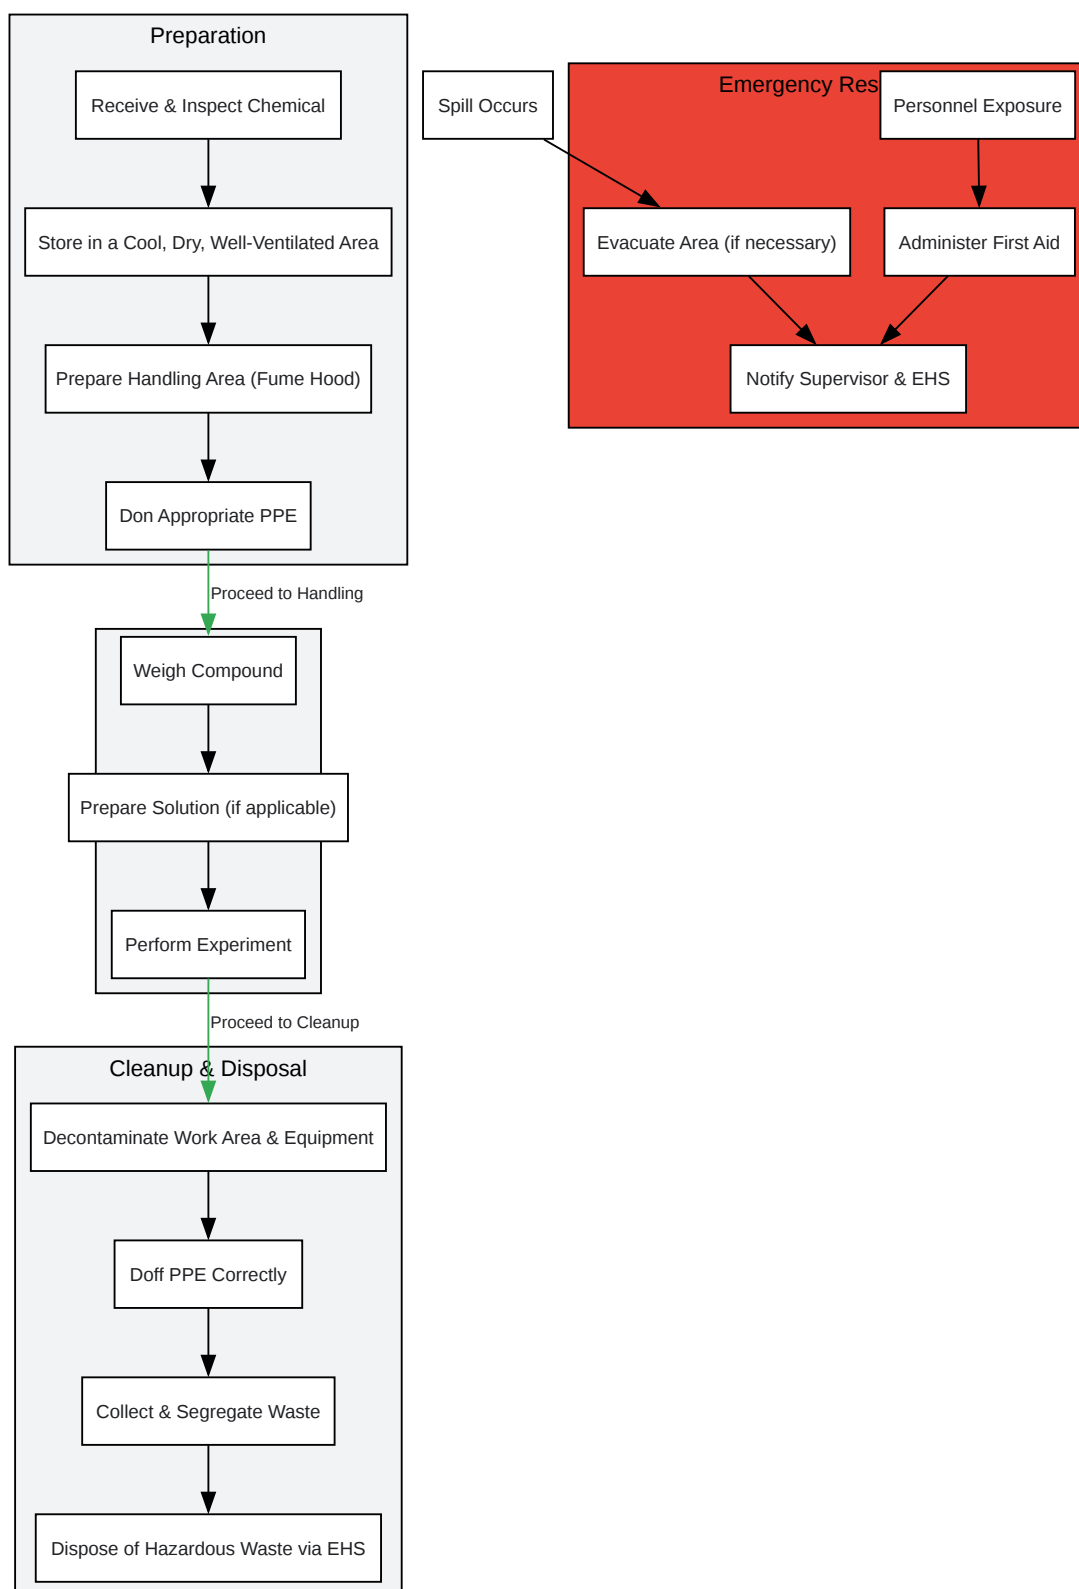 Preparation
Receive & Inspect Chemical
Store in a Cool, Dry, Well-Ventilated Area
Prepare Handling Area (Fume Hood)
Don Appropriate PPE
Proceed to Handling
Weigh Compound
Prepare Solution (if applicable)
Perform Experiment
Proceed to Cleanup
Cleanup & Disposal
Decontaminate Work Area & Equipment
Doff PPE Correctly
Collect & Segregate Waste
Dispose of Hazardous Waste via EHS
Spill Occurs
Emergency Res
Personnel Exposure
Evacuate Area (if necessary)
Administer First Aid
Notify Supervisor & EHS